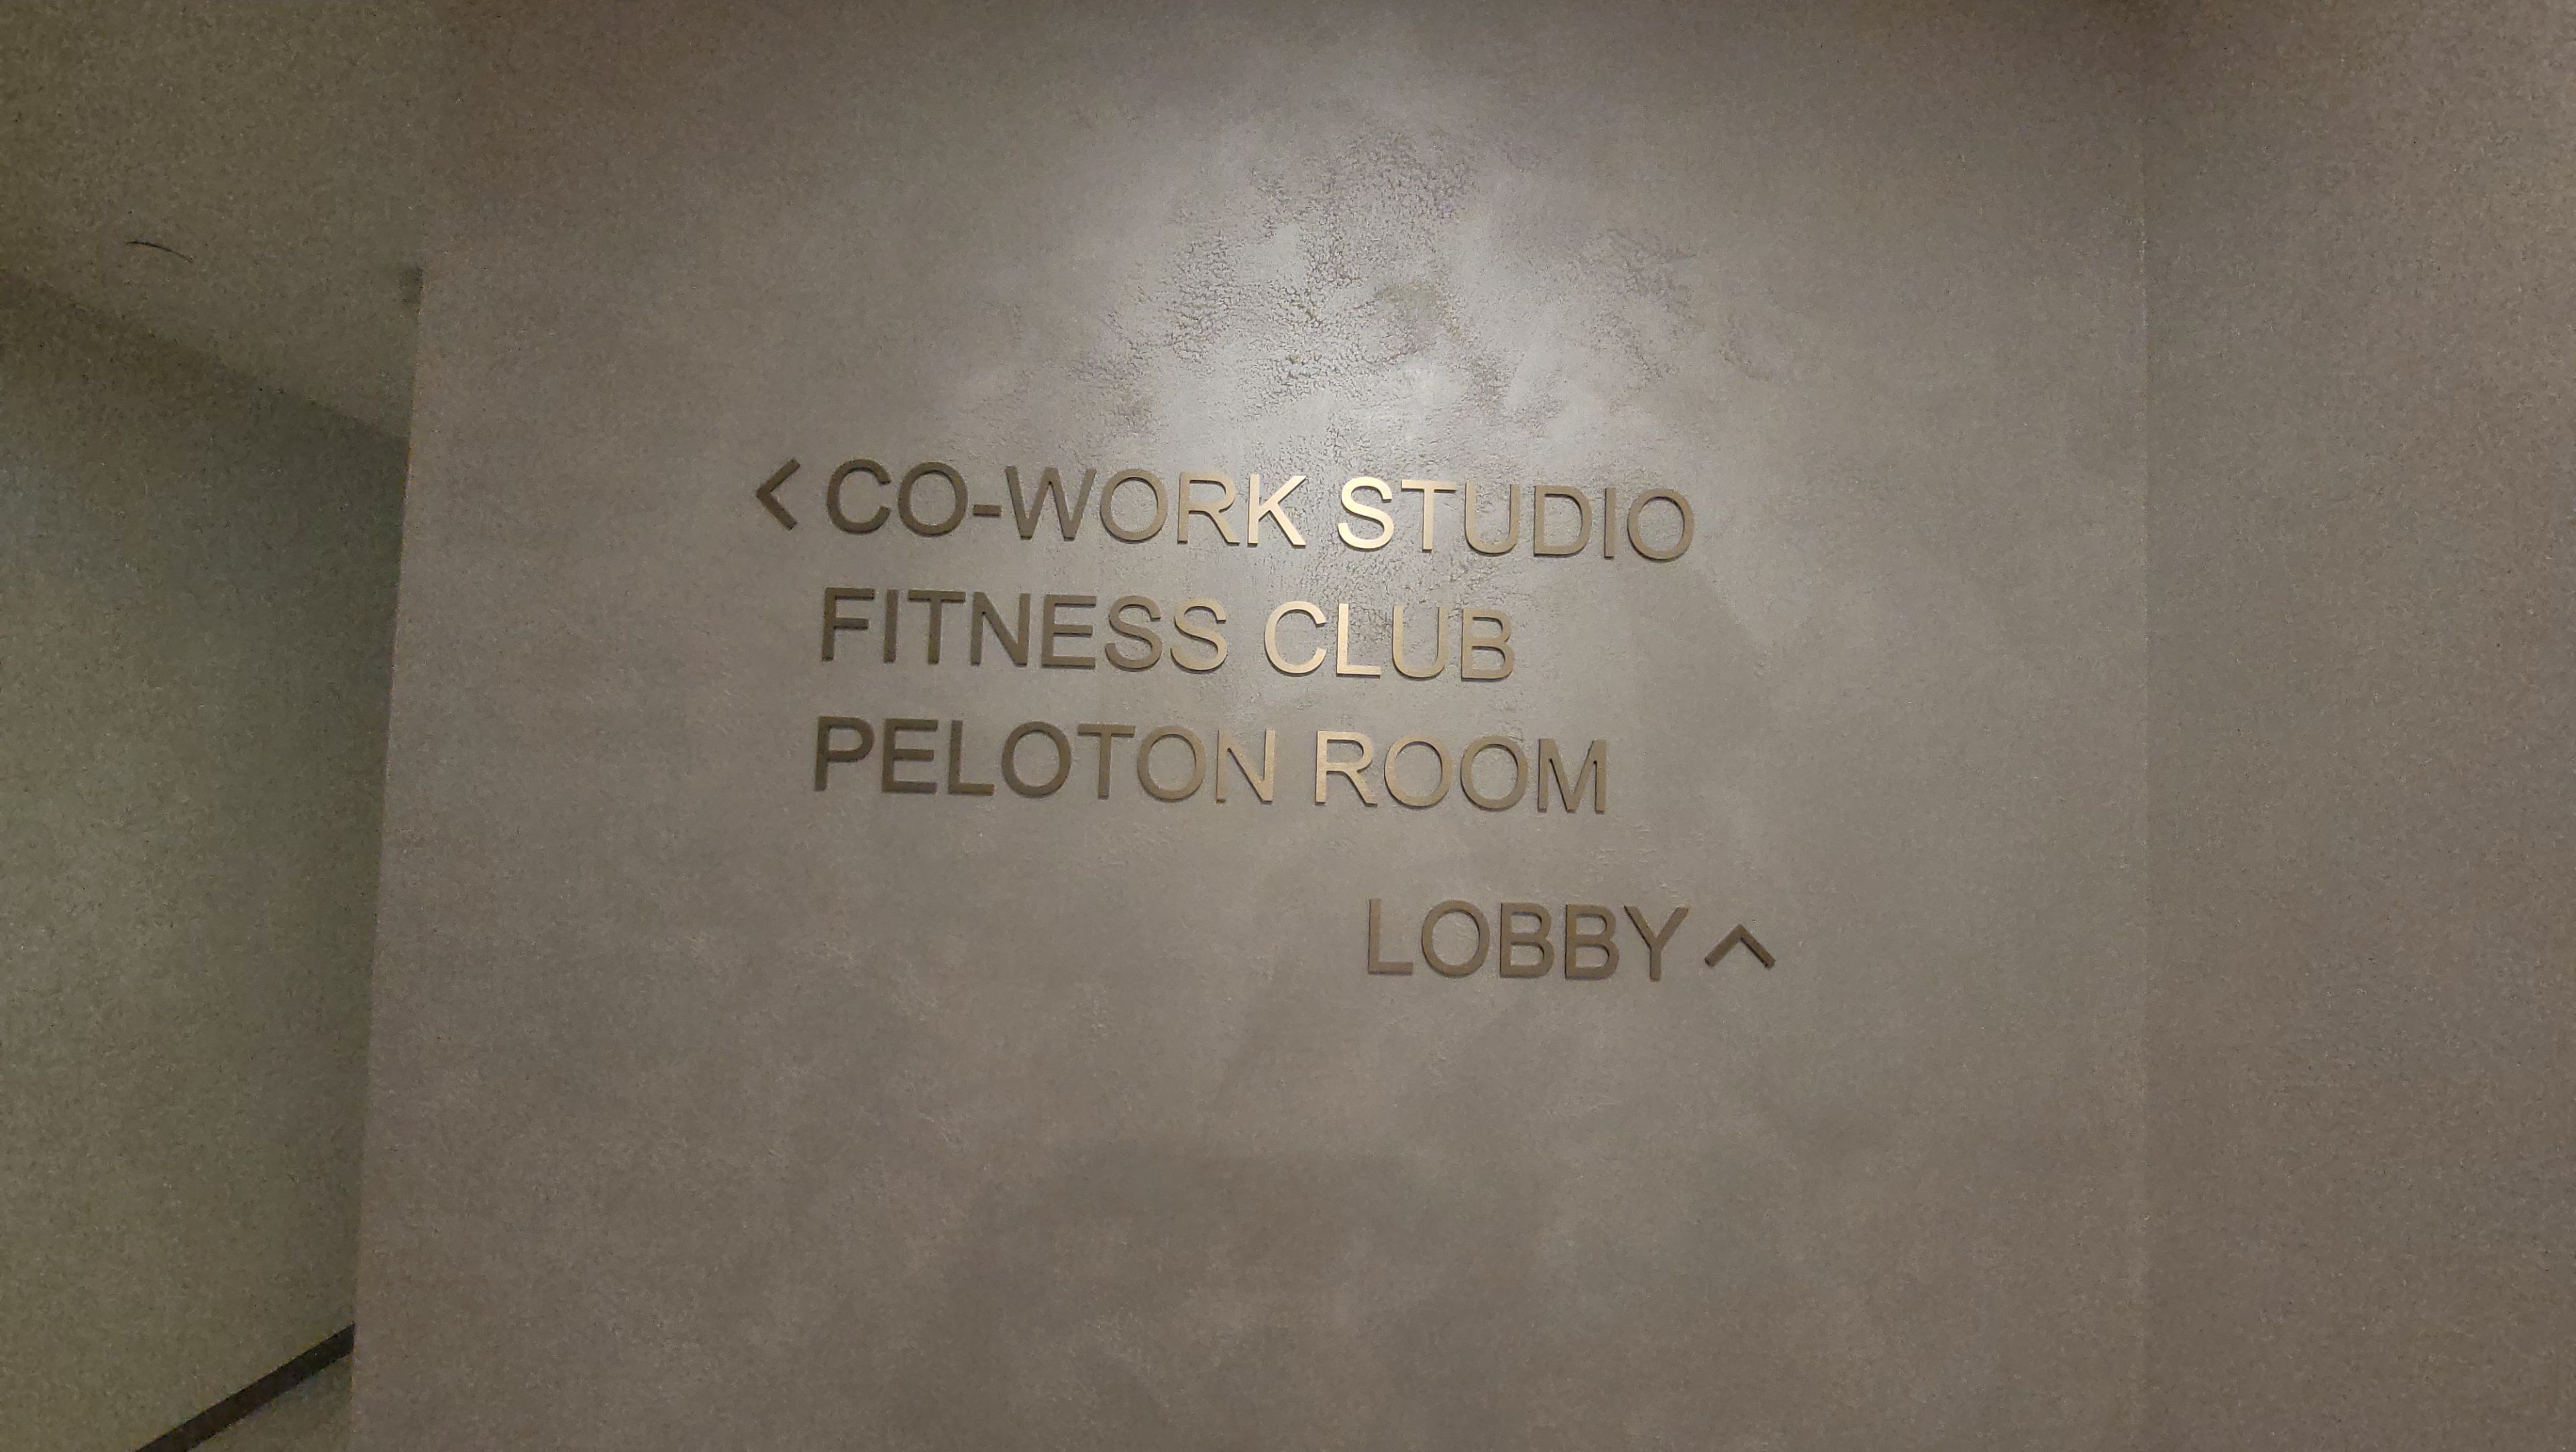 < CO-WORK STUDIO
FITNESS CLUB
PELOTON ROOM
LOBBY ^